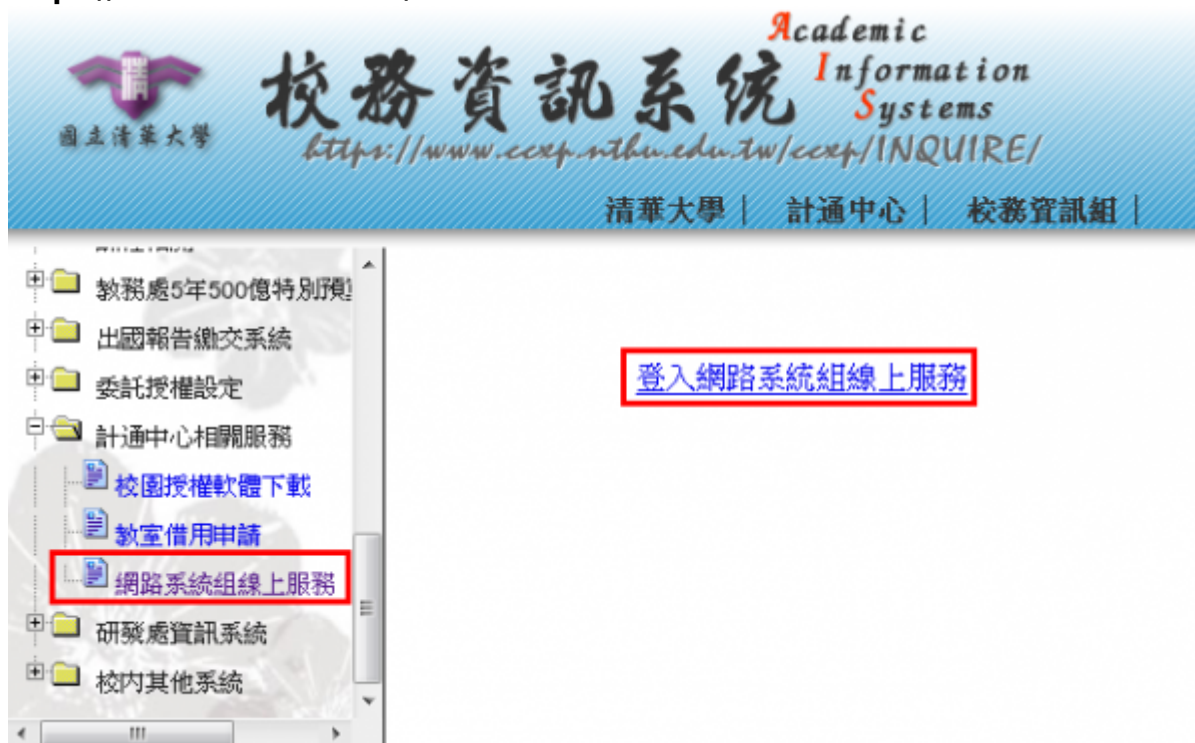 Academic
Information
Systems
校務資訊系統
國立清華大學
https://www.ccxp.nthu.edu.tw/ccxp/INQUIRE/
清華大學│ 計通中心│ 校務資訊組│
教務處5年500億特別預
出國報告繳交系統
委託授權設定
計通中心相關服務
校園授權軟體下載
教室借用申請
網路系統組線上服務
研發處資訊系統
校內其他系統
登入網路系統組線上服務